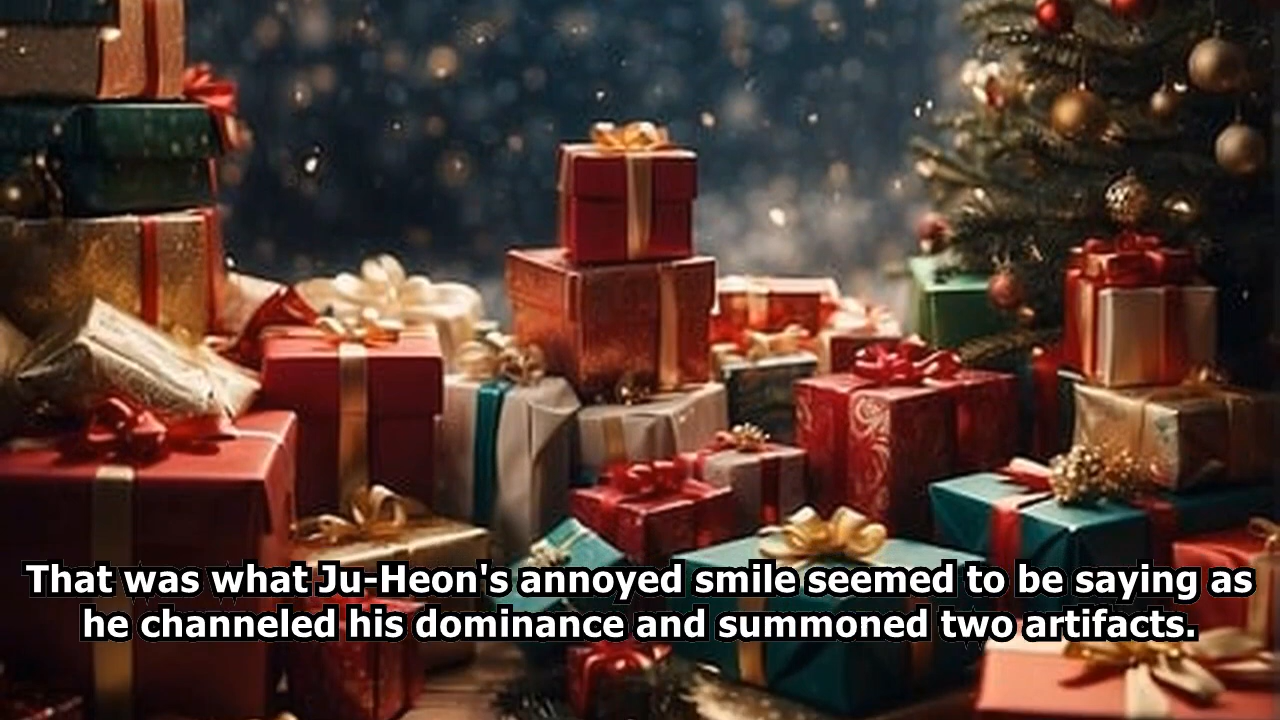 That was what Ju-Heon's annoyed smile seemed to be saying as
he channeled his dominance and summoned two artifacts.